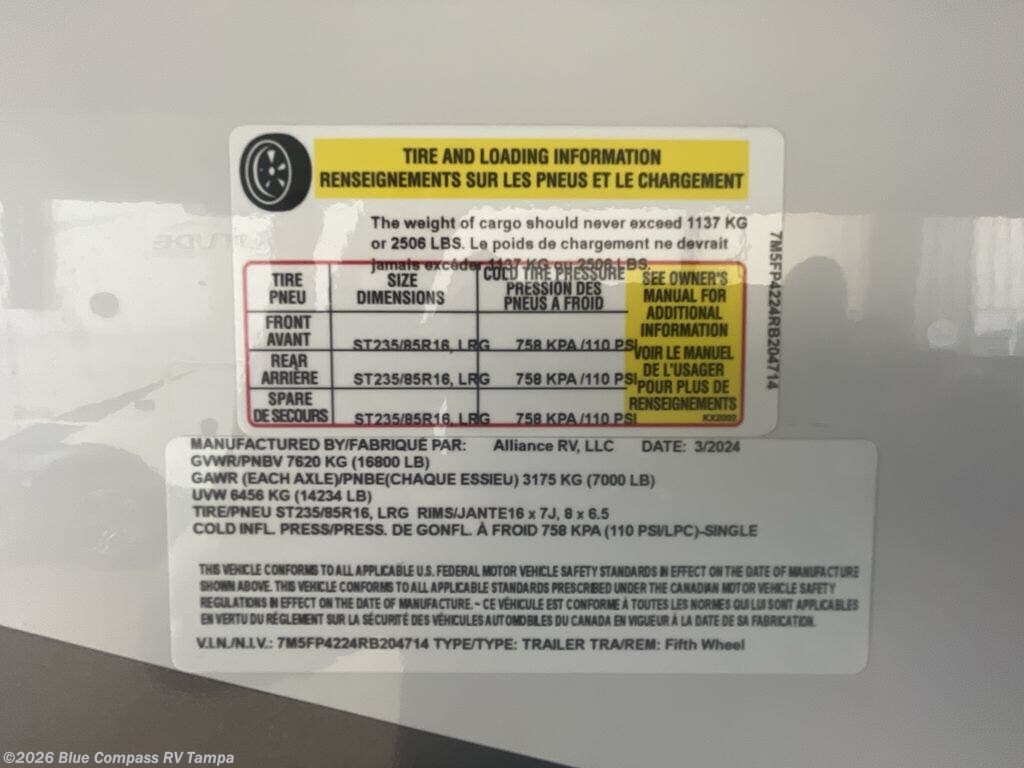 TIRE AND LOADING INFORMATION
RENSEIGNEMENTS SUR LES PNEUS ET LE CHARGEMENT
The weight of cargo should never exceed 1137 KG
or 2506 LBS. Le poids de chargement ne devrait
jamais excéder 1137 KG ou 2506 LBS.
TIRE
PNEU
SIZE
DIMENSIONS
COLD TIRE PRESSURE
PRESSION DES
PNEUS A FROID
SEE OWNER'S
MANUAL FOR
ADDITIONAL
INFORMATION
VOIR LE MANUEL
DE L'USAGER
POUR PLUS DE
RENSEIGNEMENTS
KX2002
FRONT
AVANT
ST235/85R16, LRG 758 KPA /110 PSI
REAR
ARRIÈRE
ST235/85R16, LRG 758 KPA /110 PSI
SPARE
DE SECOURS
ST235/85R16, LRG 758 KPA /110 PSI
7M5FP4224RB204714
MANUFACTURED BY/FABRIQUÉ PAR: Alliance RV, LLC DATE: 3/2024
GVWR/PNBV 7620 KG (16800 LB)
GAWR (EACH AXLE)/PNBE(CHAQUE ESSIEU) 3175 KG (7000 LB)
UVW 6456 KG (14234 LB)
TIRE/PNEU ST235/85R16, LRG RIMS/JANTE16 x 7J, 8 x 6.5
COLD INFL. PRESS/PRESS. DE GONFL. À FROID 758 KPA (110 PSI/LPC)-SINGLE
THIS VEHICLE CONFORMS TO ALL APPLICABLE U.S. FEDERAL MOTOR VEHICLE SAFETY STANDARDS IN EFFECT ON THE DATE OF MANUFACTURE
SHOWN ABOVE. THIS VEHICLE CONFORMS TO ALL APPLICABLE STANDARDS PRESCRIBED UNDER THE CANADIAN MOTOR VEHICLE SAFETY
REGULATIONS IN EFFECT ON THE DATE OF MANUFACTURE. ~ CE VÉHICULE EST CONFORME À TOUTES LES NORMES QUI LUI SONT APPLICABLES
EN VERTU DU RÉGLEMENT SUR LA SÉCURITÉ DES VÉHICULES AUTOMOBILES DU CANADA EN VIGUEUR À LA DATE DE SA FABRICATION.
V.I.N./N.I.V.: 7M5FP4224RB204714 TYPE/TYPE: TRAILER TRA/REM: Fifth Wheel
©2026 Blue Compass RV Tampa